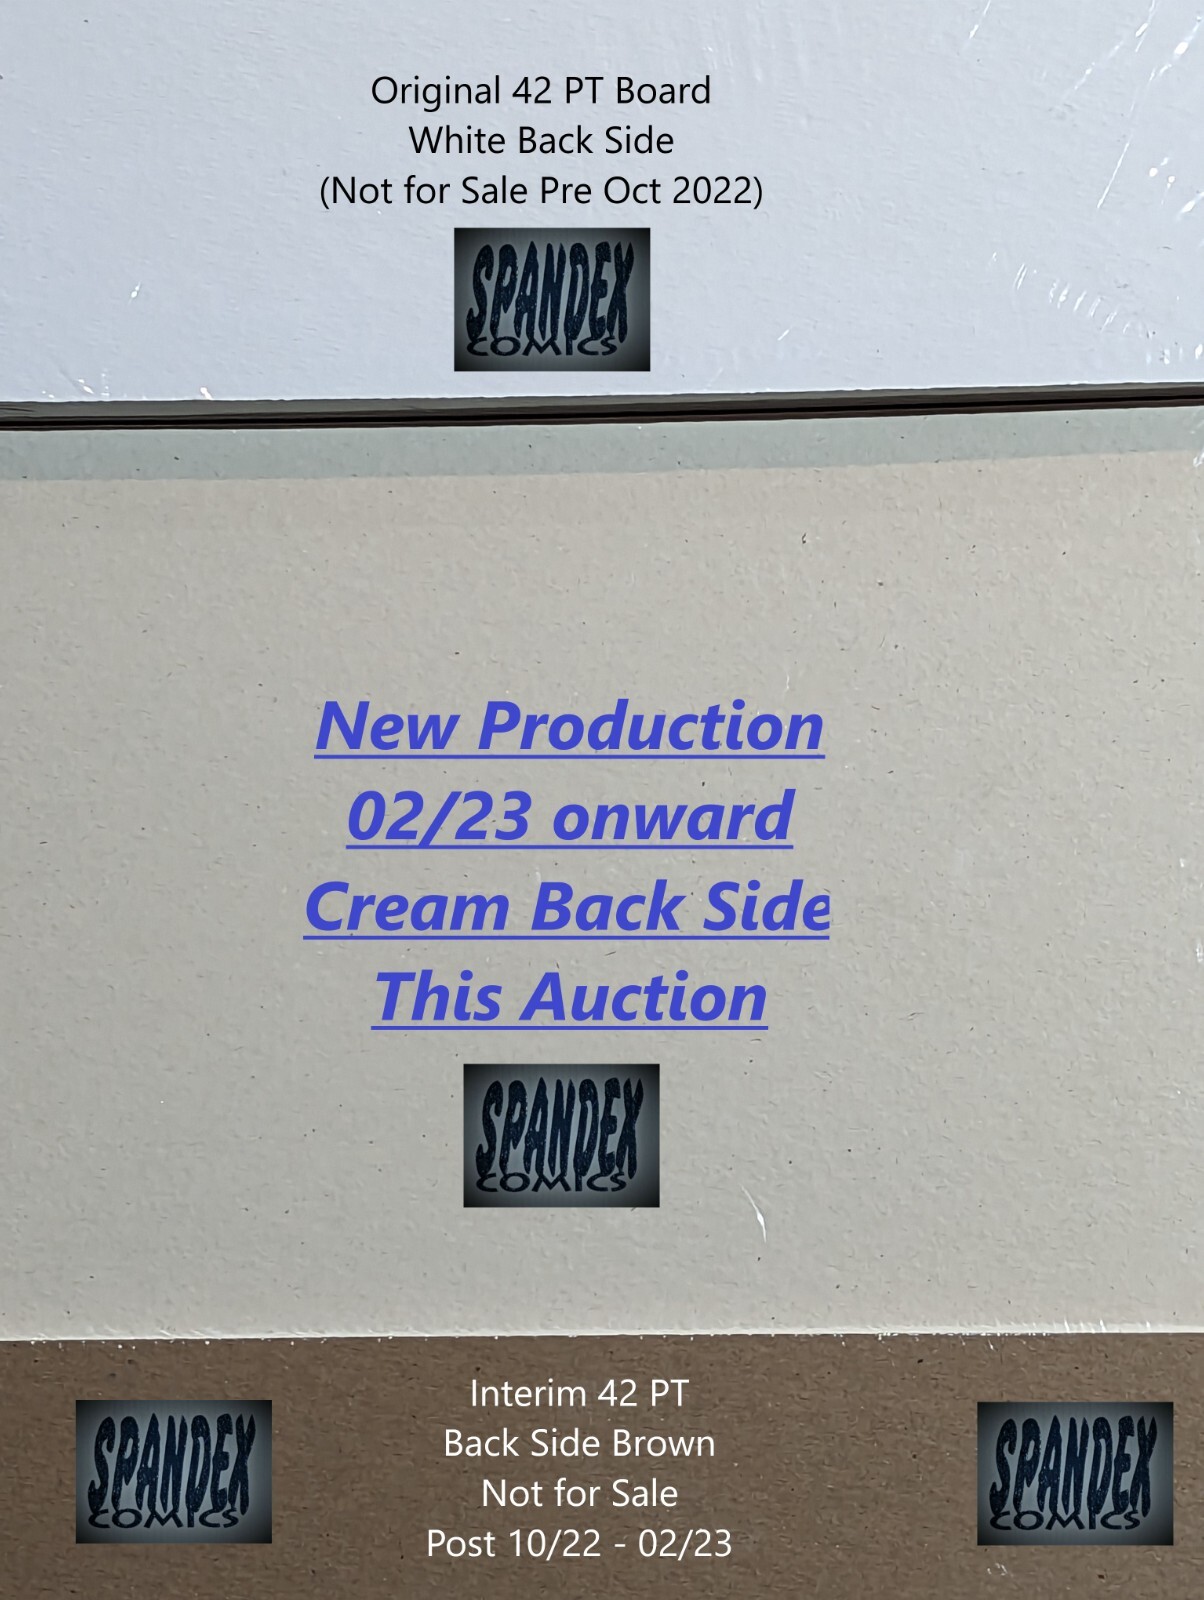 Original 42 PT Board
White Back Side
(Not for Sale Pre Oct 2022)
SPANDEX
COMICS
New Production
02/23 onward
Cream Back Side
This Auction
SPANDEX
COMICS
Interim 42 PT
Back Side Brown
Not for Sale
Post 10/22 - 02/23
SPANDEX
COMICS
SPANDEX
COMICS